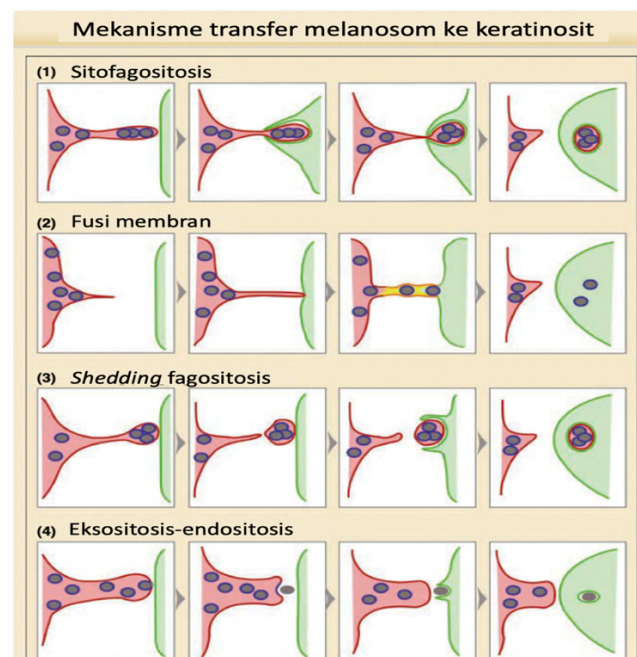 Mekanisme transfer melanosom ke keratinosit
(1) Sitofagositosis
(2) Fusi membran
(3) Shedding fagositosis
(4) Eksositosis-endositosis